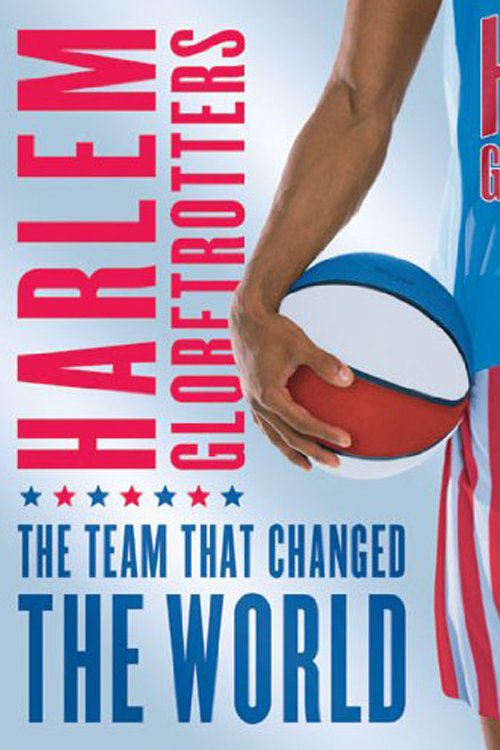 HARLEM
GLOBETROTTERS
THE TEAM THAT CHANGED
THE WORLD
H
G